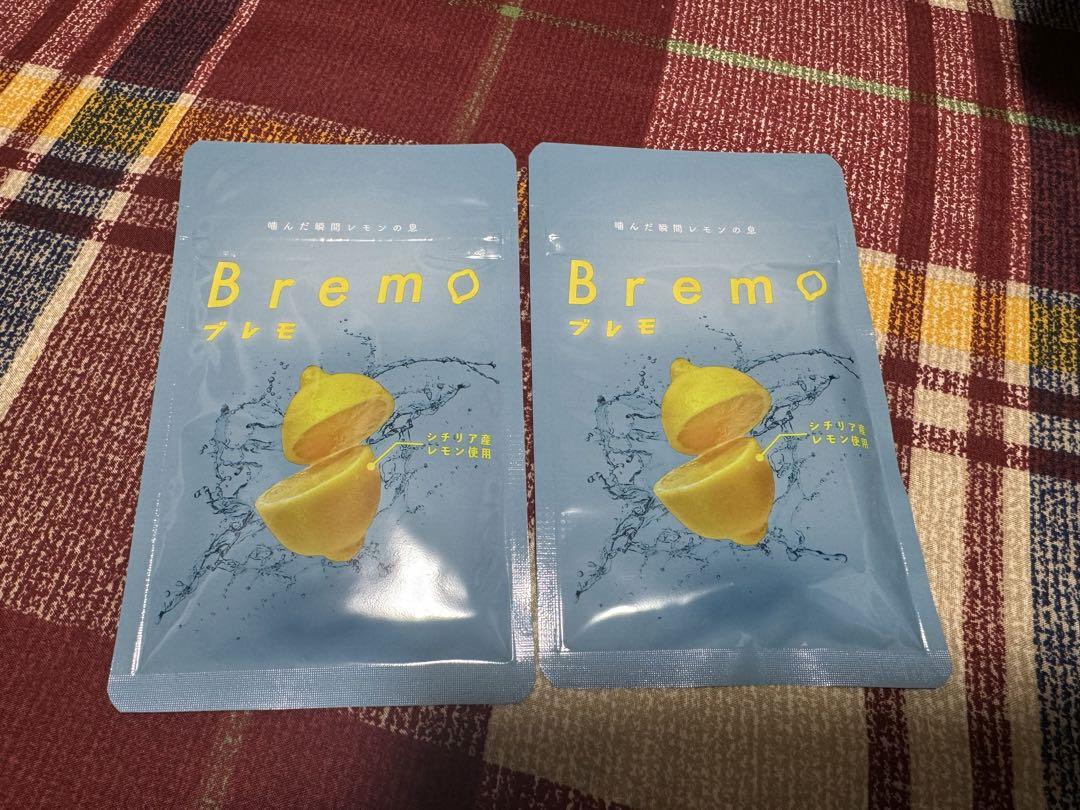 噛んだ瞬間レモンの息
Bremo
ブレモ
シチリア産
レモン使用
噛んだ瞬間レモンの息
Bremo
ブレモ
シチリア産
レモン使用